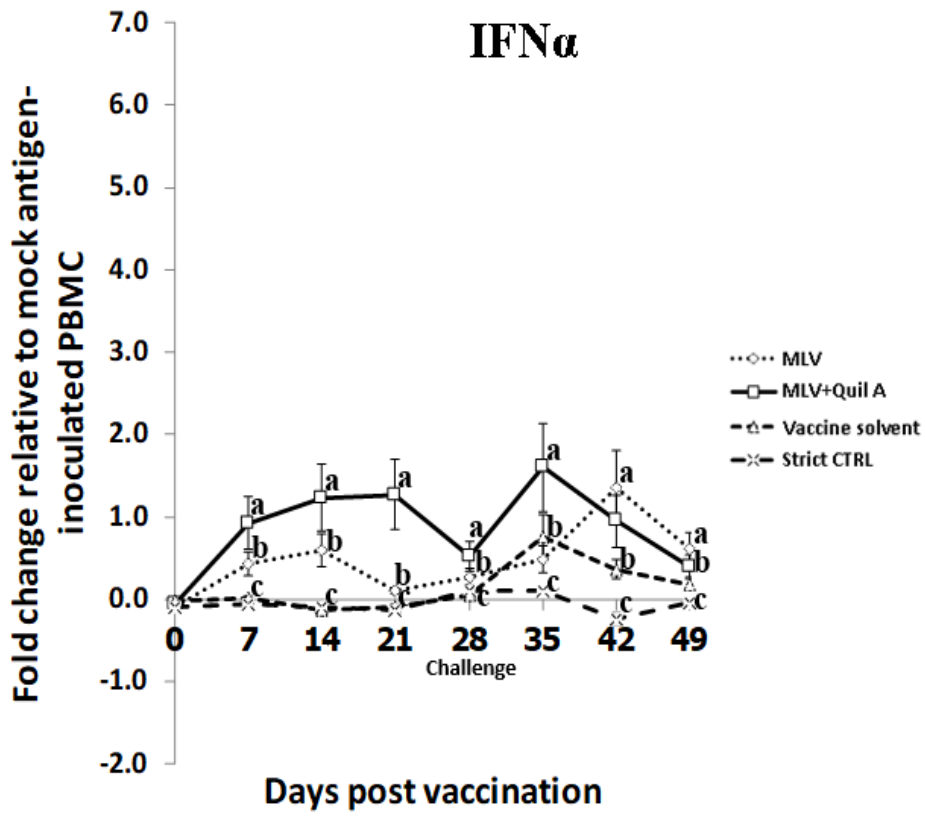 IFNα
Fold change relative to mock antigen-
inoculated PBMC
7.0
6.0
5.0
4.0
3.0
2.0
1.0
0.0
-1.0
-2.0
a a a a a a a
b b b b b b b
c c c c c c c
0 7 14 21 28 35 42 49
Challenge
Days post vaccination
MLV
MLV+Quil A
Vaccine solvent
Strict CTRL